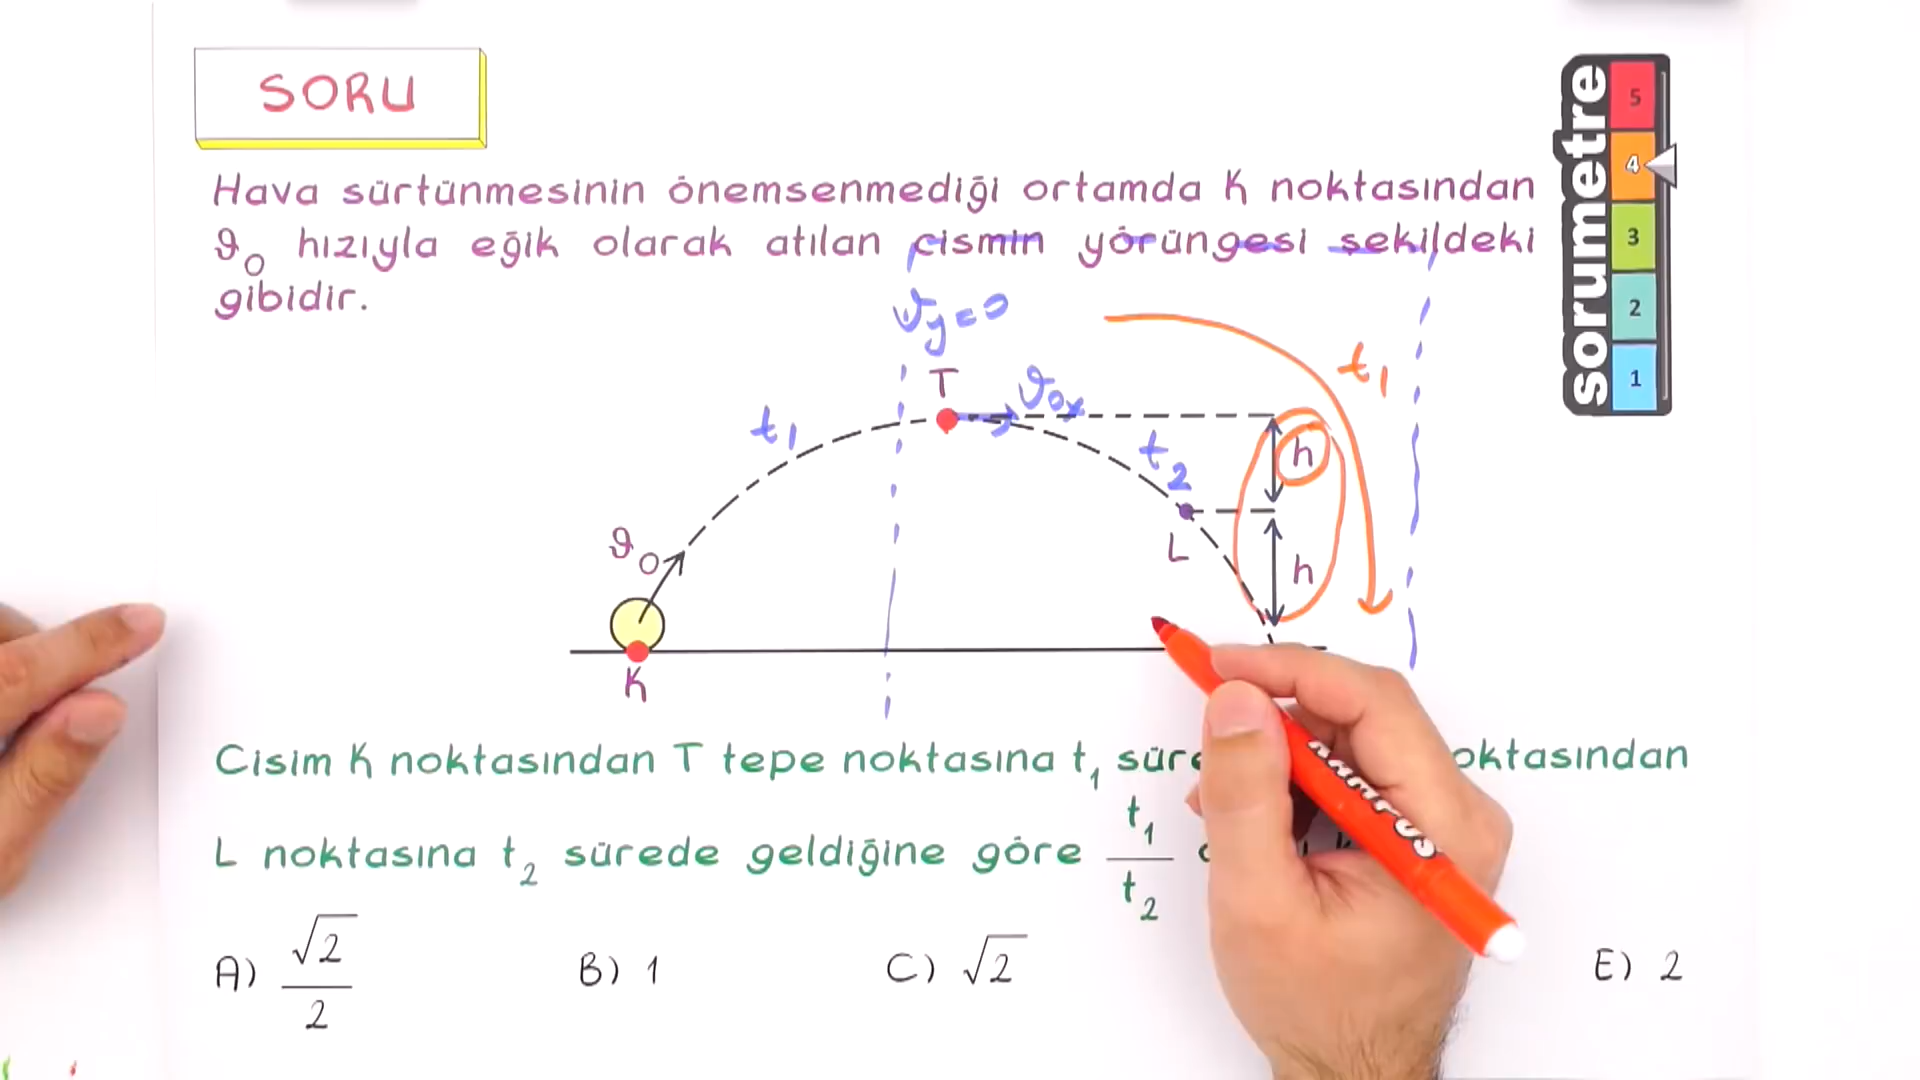 SORU
sorumetre
5
4
3
2
1
Hava sürtünmesinin önemsenmediği ortamda K noktasından
ϑ₀ hızıyla eğik olarak atılan cismin yörüngesi şekildeki
gibidir.
ϑy=0
T
ϑ₀ₓ
t₁
t₁
t₂
h
L
h
ϑ₀
K
Cisim K noktasından T tepe noktasına t₁
L noktasına t₂ sürede geldiğine göre t₁/t₂
A) √2/2 B) 1 C) √2 E) 2